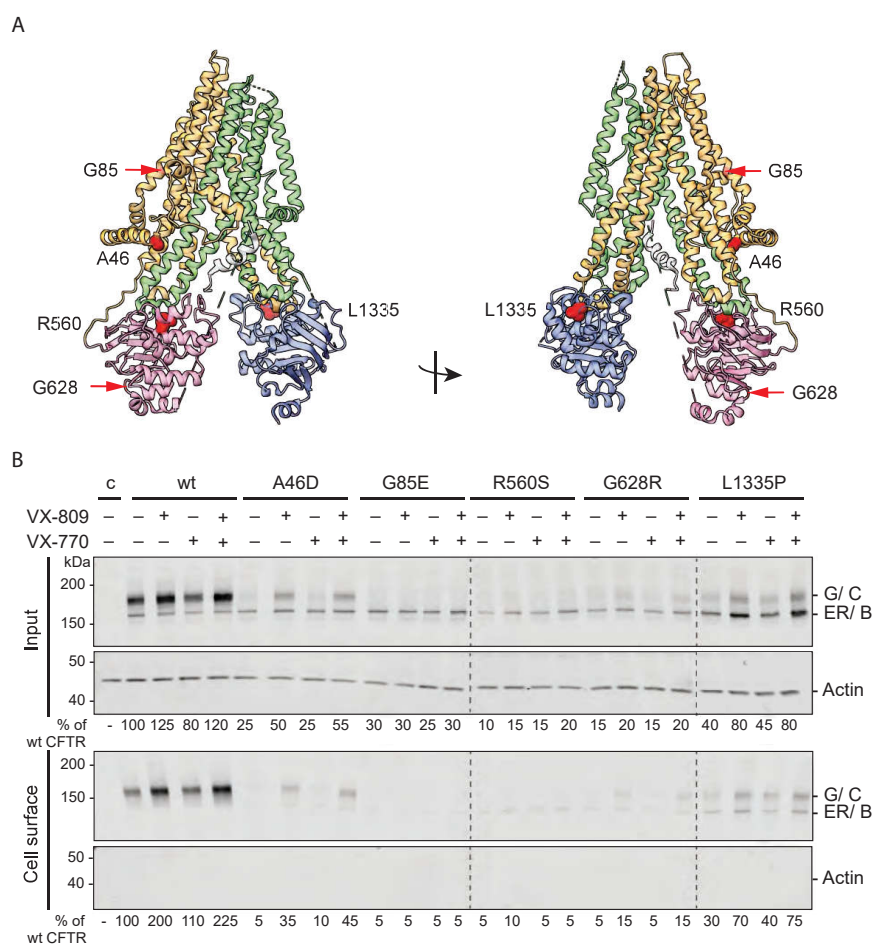 A
G85
G85
A46
A46
R560
L1335
L1335
R560
G628
G628
B
c wt A46D G85E R560S G628R L1335P
VX-809 – – + – + – + – + – + – + – + – + – + – + – + – +
VX-770 – – – + + – – + + – – + + – – + + – – + + – – + +
kDa
200
G/ C
ER/ B
150
Input
50
Actin
40
% of wt CFTR - 100 125 80 120 25 50 25 55 30 30 25 30 10 15 15 20 15 20 15 20 40 80 45 80
200
G/ C
150
ER/ B
Cell surface
50
Actin
40
% of wt CFTR - 100 200 110 225 5 35 10 45 5 5 5 5 5 10 5 5 5 15 5 15 30 70 40 75